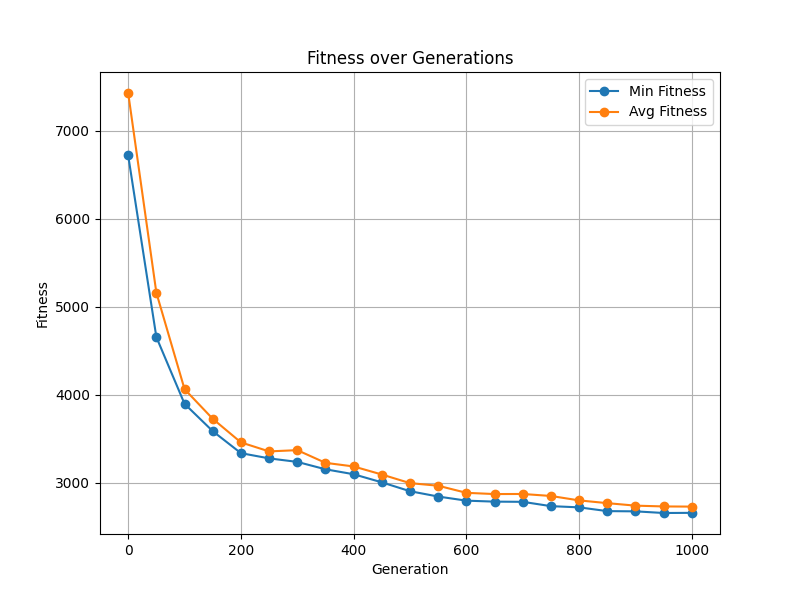 Fitness over Generations
Min Fitness
Avg Fitness
7000
6000
5000
4000
3000
Fitness
0 200 400 600 800 1000
Generation